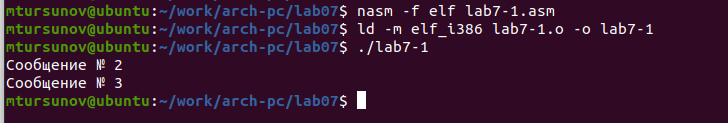 mtursunov@ubuntu:~/work/arch-pc/lab07$ nasm -f elf lab7-1.asm
mtursunov@ubuntu:~/work/arch-pc/lab07$ ld -m elf_i386 lab7-1.o -o lab7-1
mtursunov@ubuntu:~/work/arch-pc/lab07$ ./lab7-1
Сообщение № 2
Сообщение № 3
mtursunov@ubuntu:~/work/arch-pc/lab07$